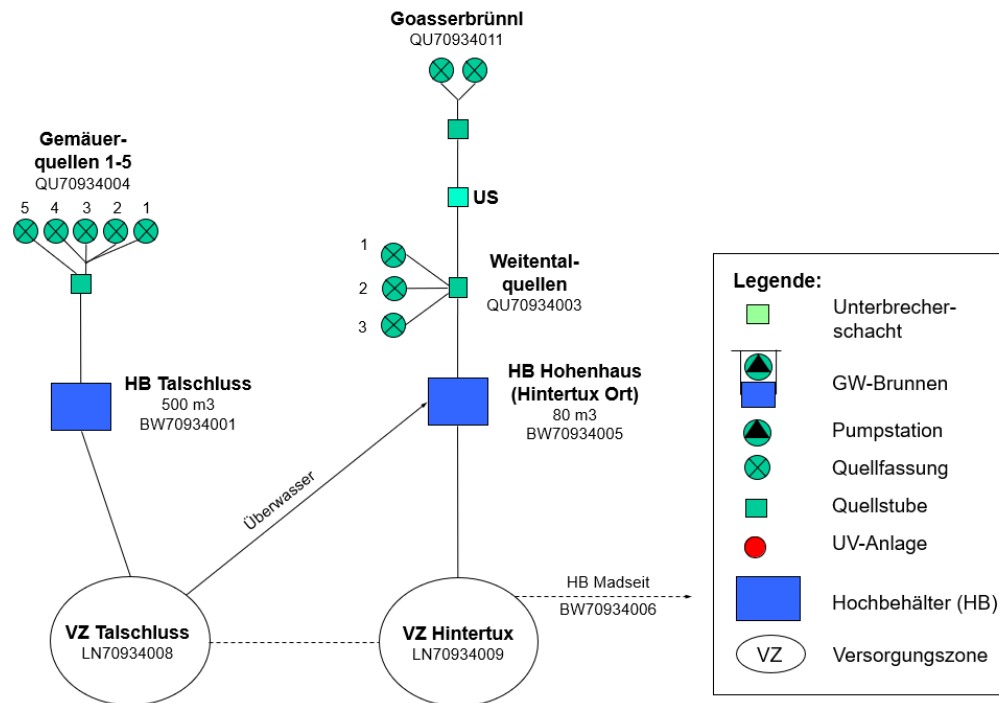 Goasserbrünnl
QU70934011
Gemäuer-
quellen 1-5
QU70934004
5 4 3 2 1
US
1
2
3
Weitental-
quellen
QU70934003
HB Talschluss
500 m3
BW70934001
HB Hohenhaus
(Hintertux Ort)
80 m3
BW70934005
Überwasser
VZ Talschluss
LN70934008
VZ Hintertux
LN70934009
HB Madseit
BW70934006
Legende:
Unterbrecher-
schacht
GW-Brunnen
Pumpstation
Quellfassung
Quellstube
UV-Anlage
Hochbehälter (HB)
VZ Versorgungszone